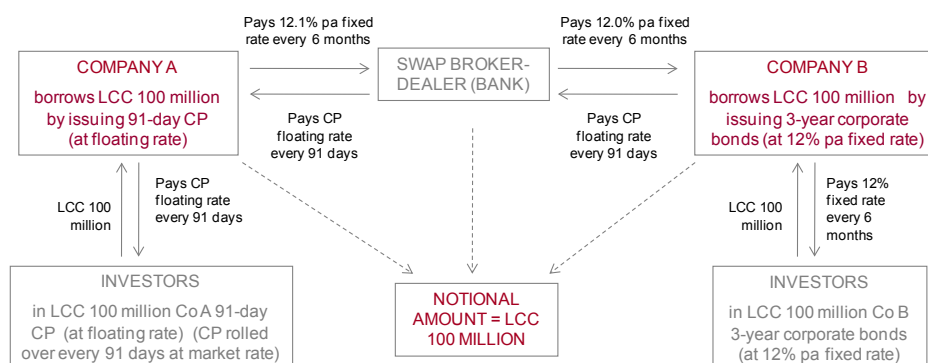 Pays 12.1% pa fixed
rate every 6 months
Pays 12.0% pa fixed
rate every 6 months
COMPANY A
borrows LCC 100 million
by issuing 91-day CP
(at floating rate)
SWAP BROKER-
DEALER (BANK)
COMPANY B
borrows LCC 100 million by
issuing 3-year corporate
bonds (at 12% pa fixed rate)
Pays CP
floating rate
every 91 days
Pays CP
floating rate
every 91 days
LCC 100
million
Pays CP
floating rate
every 91 days
LCC 100
million
Pays 12%
fixed rate
every 6
months
INVESTORS
in LCC 100 million Co A 91-day
CP (at floating rate) (CP rolled
over every 91 days at market rate)
NOTIONAL
AMOUNT = LCC
100 MILLION
INVESTORS
in LCC 100 million Co B
3-year corporate bonds
(at 12% pa fixed rate)